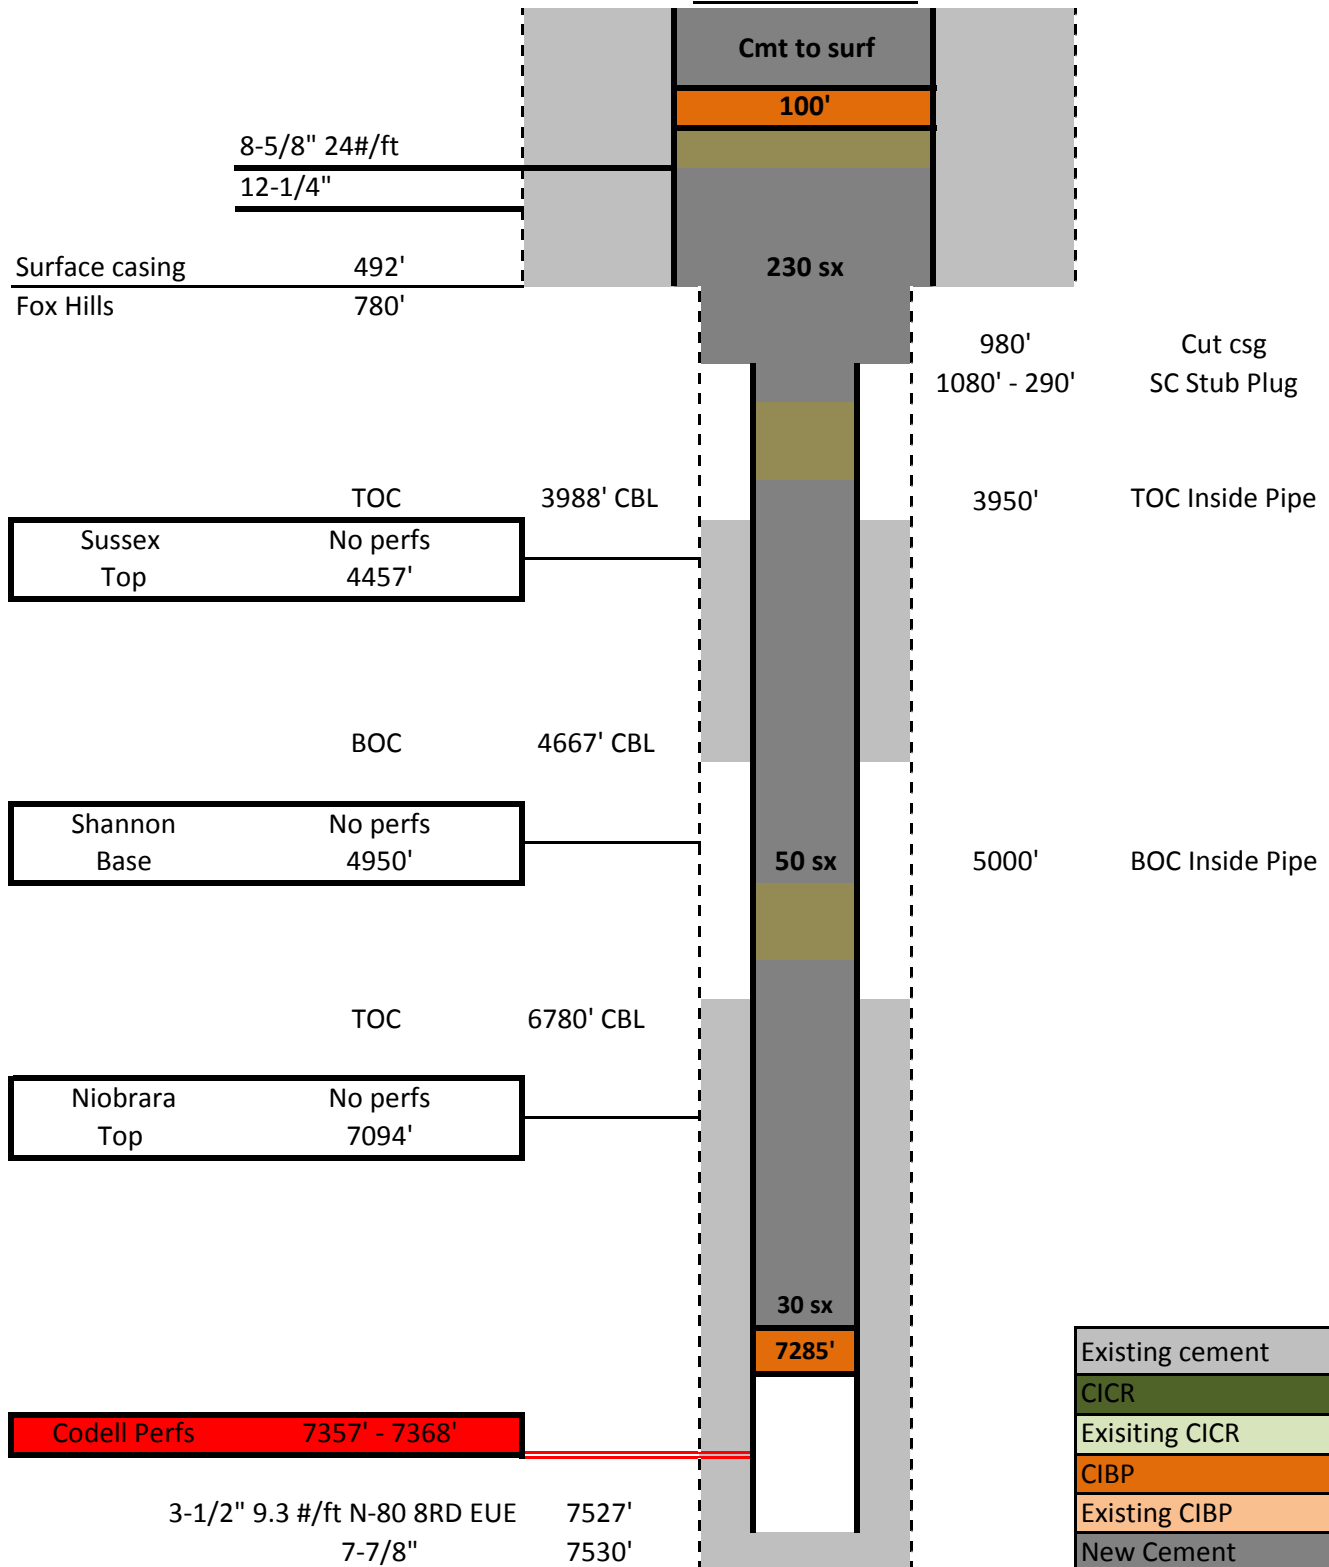 Cmt to surf
100'
8-5/8" 24#/ft
12-1/4"
Surface casing 492' 230 sx
Fox Hills 780'
980' Cut csg
1080' - 290' SC Stub Plug
TOC 3988' CBL 3950' TOC Inside Pipe
Sussex No perfs
Top 4457'
BOC 4667' CBL
Shannon No perfs
Base 4950' 50 sx 5000' BOC Inside Pipe
TOC 6780' CBL
Niobrara No perfs
Top 7094'
30 sx
7285' Existing cement
CICR
Codell Perfs 7357' - 7368' Exisiting CICR
CIBP
3-1/2" 9.3 #/ft N-80 8RD EUE 7527' Existing CIBP
7-7/8" 7530' New Cement